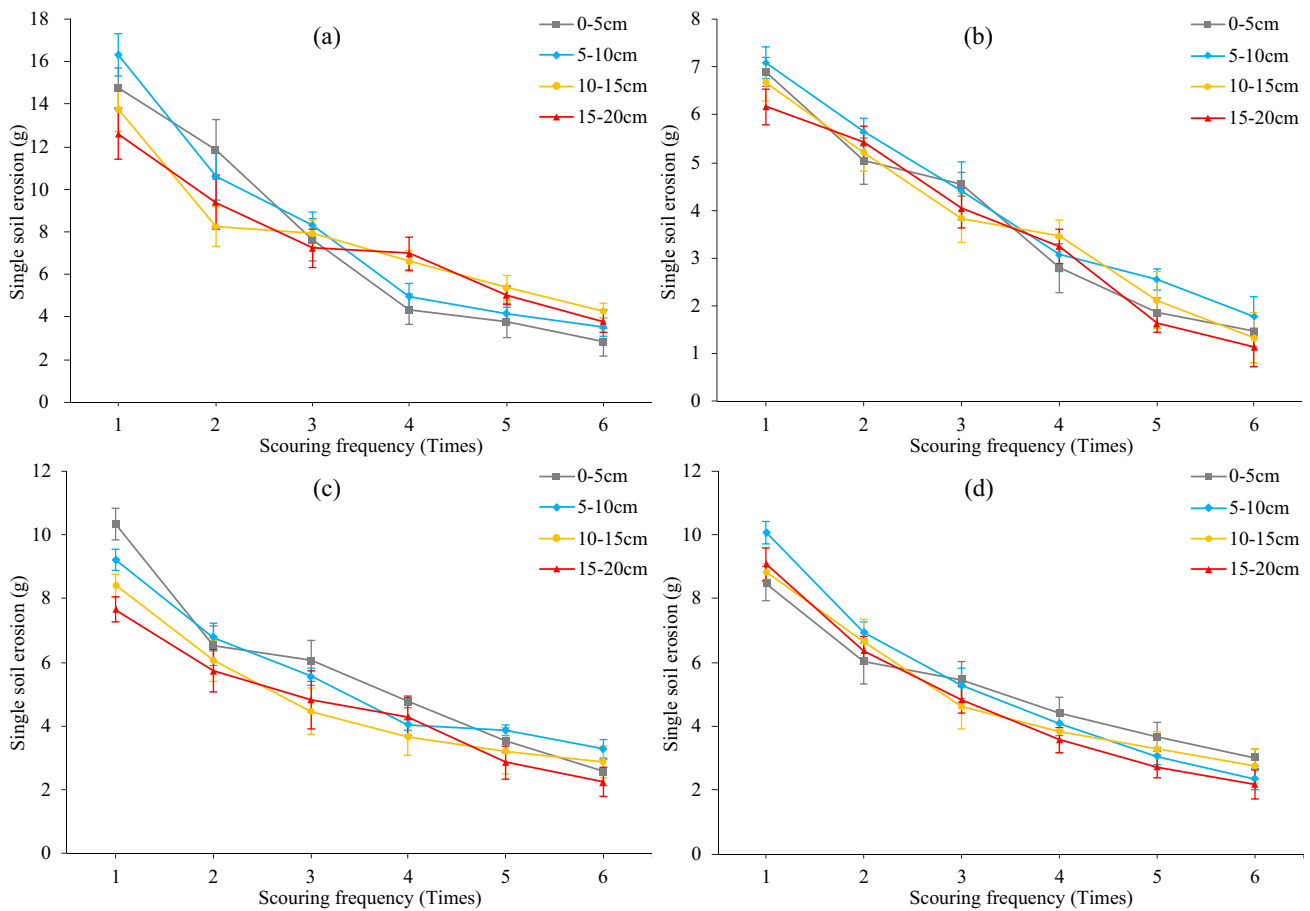 (a)
0-5cm
5-10cm
10-15cm
15-20cm
Single soil erosion (g)
18
16
14
12
10
8
6
4
2
0
1 2 3 4 5 6
Scouring frequency (Times)
(b)
0-5cm
5-10cm
10-15cm
15-20cm
Single soil erosion (g)
8
7
6
5
4
3
2
1
0
1 2 3 4 5 6
Scouring frequency (Times)
(c)
0-5cm
5-10cm
10-15cm
15-20cm
Single soil erosion (g)
12
10
8
6
4
2
0
1 2 3 4 5 6
Scouring frequency (Times)
(d)
0-5cm
5-10cm
10-15cm
15-20cm
Single soil erosion (g)
12
10
8
6
4
2
0
1 2 3 4 5 6
Scouring frequency (Times)